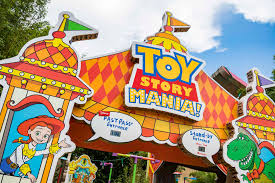 TOY
STORY
MANIA!
FASTPASS
Entrance
STAND-BY
Entrance